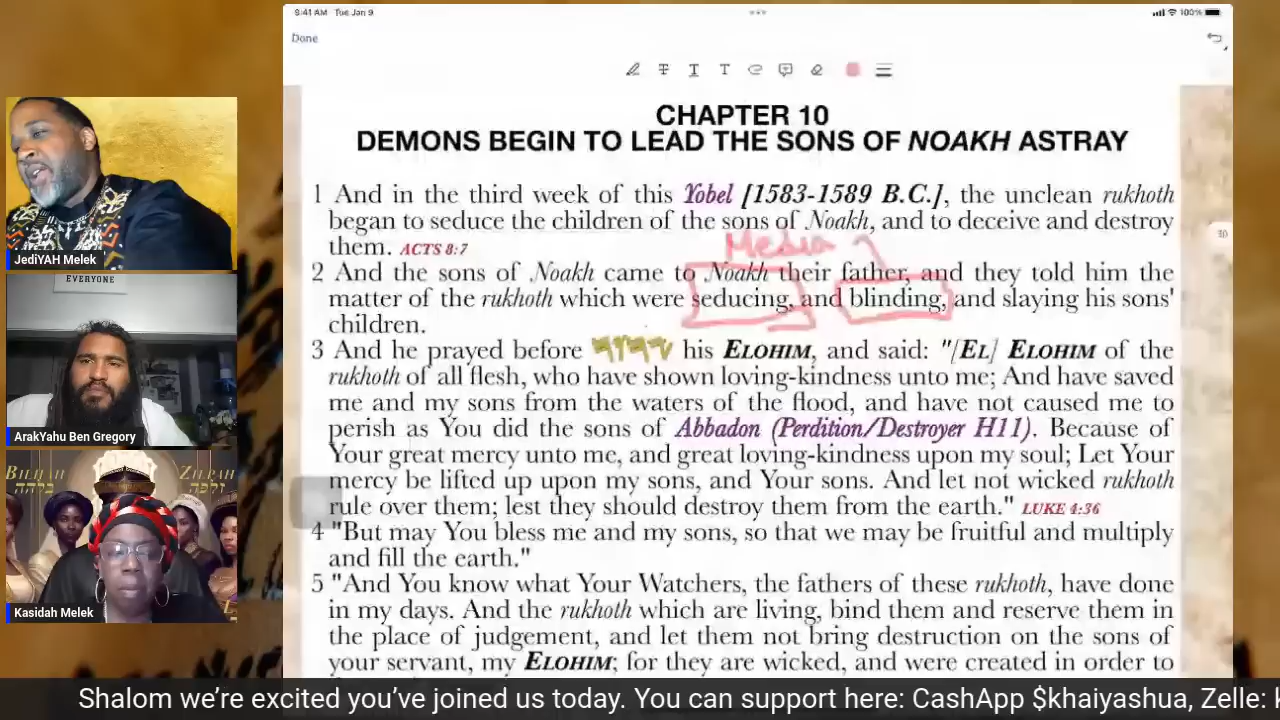 9:41 AM Tue Jan 9
100%
Done
CHAPTER 10
DEMONS BEGIN TO LEAD THE SONS OF NOAKH ASTRAY
1 And in the third week of this Yobel [1583-1589 B.C.], the unclean rukhoth
began to seduce the children of the sons of Noakh, and to deceive and destroy
them. ACTS 8:7
Media
2 And the sons of Noakh came to Noakh their father, and they told him the
matter of the rukhoth which were seducing, and blinding, and slaying his sons'
children.
3 And he prayed before 𐤉𐤄𐤅𐤄 his ELOHIM, and said: "[EL] ELOHIM of the
rukhoth of all flesh, who have shown loving-kindness unto me; And have saved
me and my sons from the waters of the flood, and have not caused me to
perish as You did the sons of Abbadon (Perdition/Destroyer H11). Because of
Your great mercy unto me, and great loving-kindness upon my soul; Let Your
mercy be lifted up upon my sons, and Your sons. And let not wicked rukhoth
rule over them; lest they should destroy them from the earth." LUKE 4:36
4 "But may You bless me and my sons, so that we may be fruitful and multiply
and fill the earth."
5 "And You know what Your Watchers, the fathers of these rukhoth, have done
in my days. And the rukhoth which are living, bind them and reserve them in
the place of judgement, and let them not bring destruction on the sons of
your servant, my ELOHIM; for they are wicked, and were created in order to
JediYAH Melek
EVERYONE
ArakYahu Ben Gregory
BILHAH
בלהה
ZILPAH
זלפה
Kasidah Melek
Shalom we're excited you've joined us today. You can support here: CashApp $khaiyashua, Zelle: